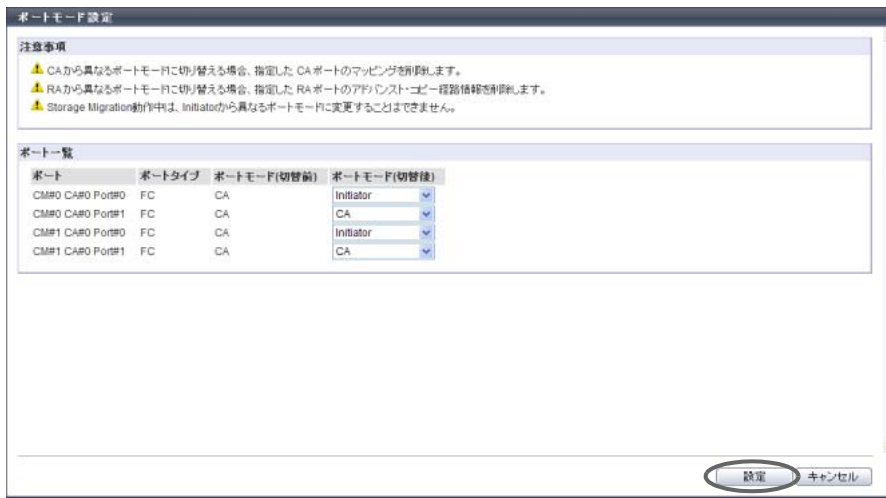 ポートモード設定
注意事項
CAから異なるポートモードに切り替える場合、指定した CA ポートのマッピングを削除します。
RAから異なるポートモードに切り替える場合、指定した RA ポートのアドバンスト・コピー経路情報を削除します。
Storage Migration動作中は、Initiatorから異なるポートモードに変更することはできません。
ポート一覧
ポート ポートタイプ ポートモード(切替前) ポートモード(切替後)
CM#0 CA#0 Port#0 FC CA Initiator
CM#0 CA#0 Port#1 FC CA CA
CM#1 CA#0 Port#0 FC CA Initiator
CM#1 CA#0 Port#1 FC CA CA
設定 キャンセル